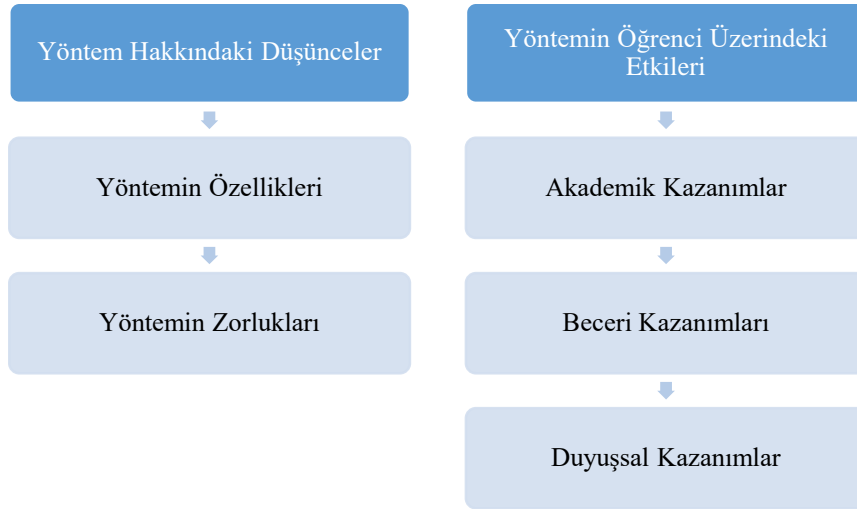 Yöntem Hakkındaki Düşünceler
Yöntemin Özellikleri
Yöntemin Zorlukları
Yöntemin Öğrenci Üzerindeki
Etkileri
Akademik Kazanımlar
Beceri Kazanımları
Duyuşsal Kazanımlar